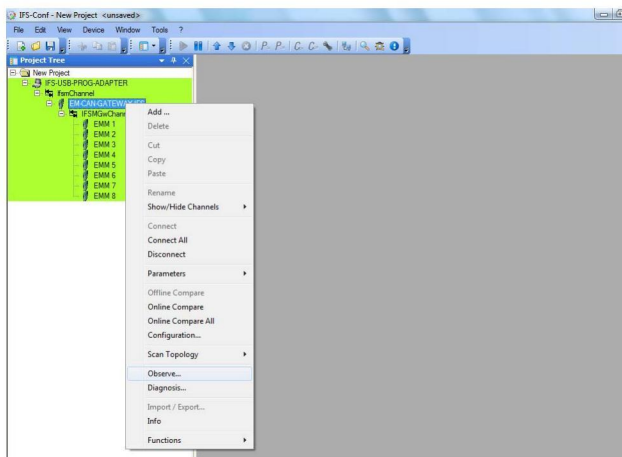 IFS-Conf - New Project <unsaved>
File Edit View Device Window Tools ?
P- P- C- C-
Project Tree
New Project
IFS-USB-PROG-ADAPTER
IfsmChannel
EM-CAN-GATEWAY-IFS
IFSMGwChann
EMM 1
EMM 2
EMM 3
EMM 4
EMM 5
EMM 6
EMM 7
EMM 8
Add ...
Delete
Cut
Copy
Paste
Rename
Show/Hide Channels
Connect
Connect All
Disconnect
Parameters
Offline Compare
Online Compare
Online Compare All
Configuration...
Scan Topology
Observe...
Diagnosis...
Import / Export...
Info
Functions